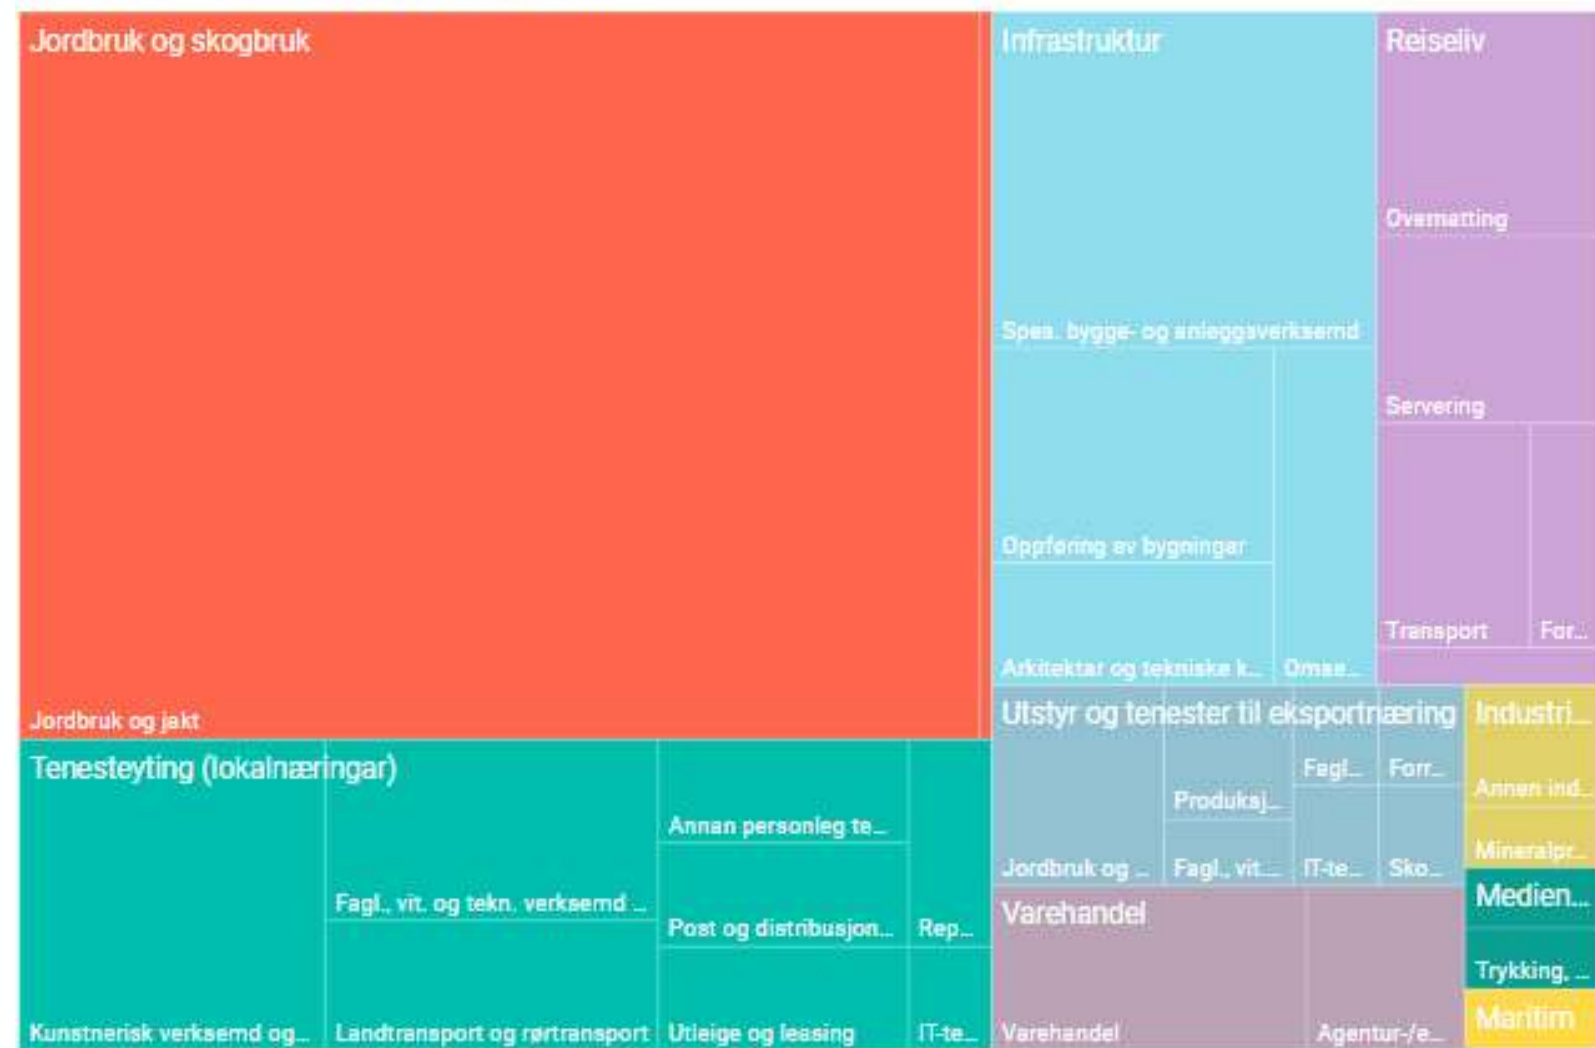 Jordbruk og skogbruk
Jordbruk og jakt
Infrastruktur
Spes. bygge- og anleggsverksemd
Oppføring av bygningar
Arkitektar og tekniske k...
Omse...
Reiseliv
Overnatting
Servering
Transport
For...
Tenesteyting (lokalnæringar)
Kunstnerisk verksemd og...
Fagl., vit. og tekn. verksemd ...
Landtransport og rørtransport
Annan personleg te...
Post og distribusjon...
Utleige og leasing
Rep...
IT-te...
Utstyr og tenester til eksportnæring
Jordbruk og ...
Produksj...
Fagl., vit....
Fagl...
IT-te...
Forr...
Sko...
Varehandel
Varehandel
Agentur-/e...
Industri...
Annen ind...
Mineralpr...
Medien...
Trykking, ...
Maritim